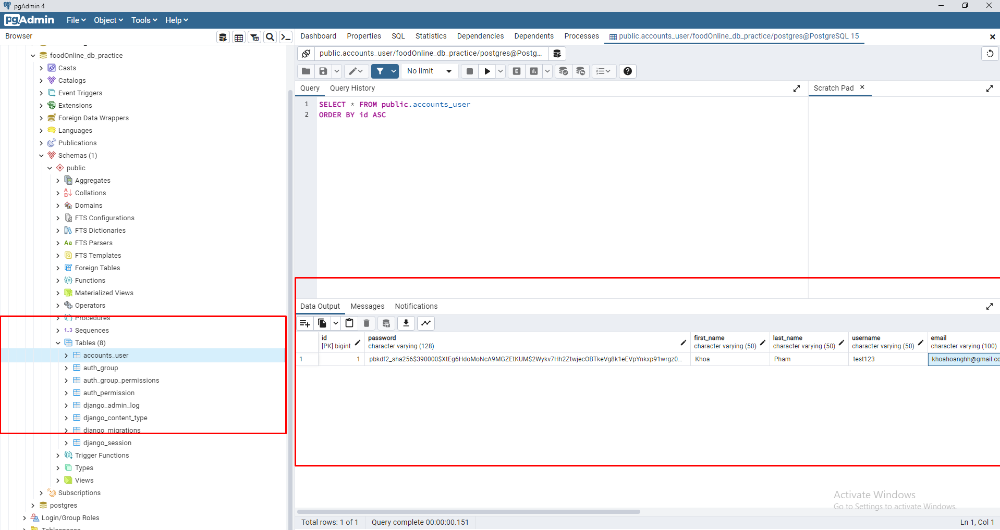 pgAdmin 4
pgAdmin File Object Tools Help
Browser
Dashboard Properties SQL Statistics Dependencies Dependents Processes public.accounts_user/foodOnline_db_practice/postgres@PostgreSQL 15
foodOnline_db_practice
Casts
Catalogs
Event Triggers
Extensions
Foreign Data Wrappers
Languages
Publications
Schemas (1)
public
Aggregates
Collations
Domains
FTS Configurations
FTS Dictionaries
Aa FTS Parsers
FTS Templates
Foreign Tables
Functions
Materialized Views
Operators
Procedures
1..3 Sequences
Tables (8)
accounts_user
auth_group
auth_group_permissions
auth_permission
django_admin_log
django_content_type
django_migrations
django_session
Trigger Functions
Types
Views
Subscriptions
postgres
Login/Group Roles
public.accounts_user/foodOnline_db_practice/postgres@Postg...
No limit
E
Query Query History
Scratch Pad
1 SELECT * FROM public.accounts_user
2 ORDER BY id ASC
Data Output Messages Notifications
id password first_name last_name username email
[PK] bigint character varying (128) character varying (50) character varying (50) character varying (50) character varying (100)
1 1 pbkdf2_sha256$390000$XtEg6HdoMoNcA9MGZEtKUM$2Wykv7Hh2ZtwjecOBTkeVg8k1eEVpYnkxp91wrgz0... Khoa Pham test123 khoahoanghh@gmail.co
Activate Windows
Go to Settings to activate Windows.
Total rows: 1 of 1 Query complete 00:00:00.151 Ln 1, Col 1